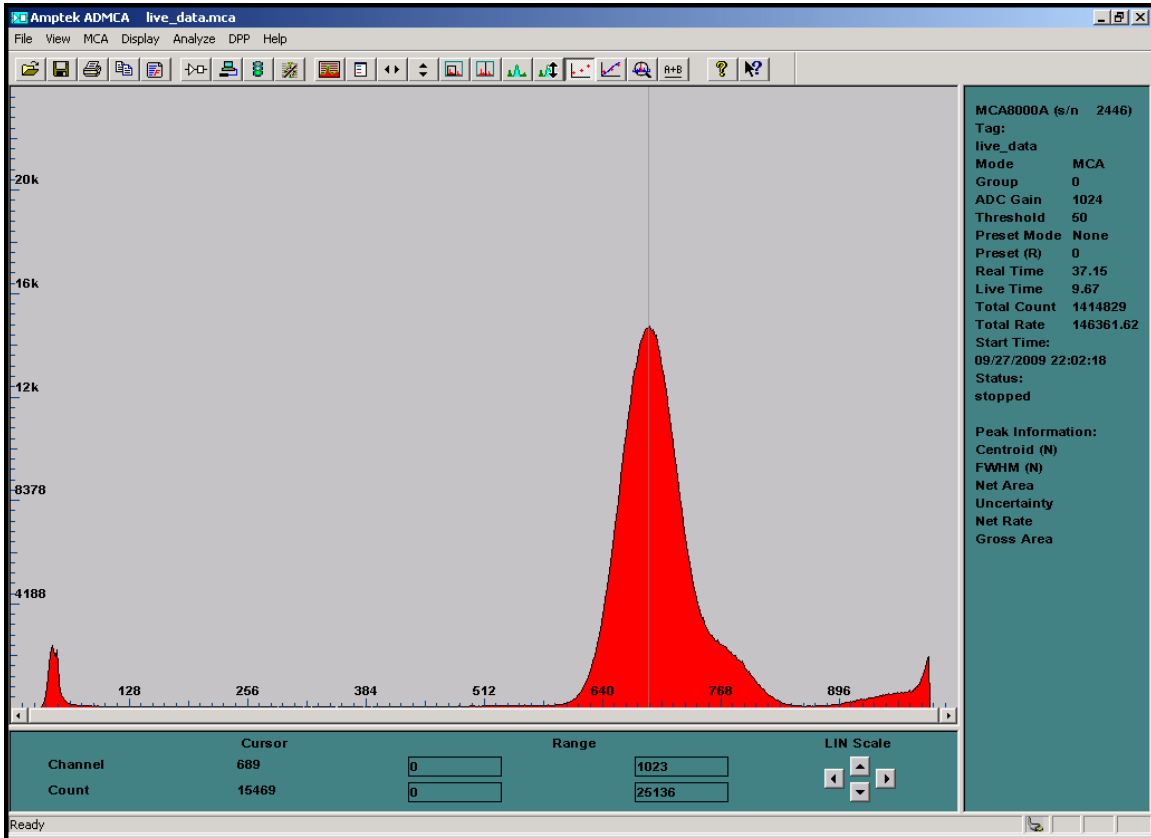 Amptek ADMCA live_data.mca
File View MCA Display Analyze DPP Help
A+B
20k
16k
12k
8378
4188
128 256 384 512 640 768 896
MCA8000A (s/n 2446)
Tag:
live_data
Mode MCA
Group 0
ADC Gain 1024
Threshold 50
Preset Mode None
Preset (R) 0
Real Time 37.15
Live Time 9.67
Total Count 1414829
Total Rate 146361.62
Start Time:
09/27/2009 22:02:18
Status:
stopped
Peak Information:
Centroid (N)
FWHM (N)
Net Area
Uncertainty
Net Rate
Gross Area
Cursor Range LIN Scale
Channel 689 0 1023
Count 15469 0 25136
Ready